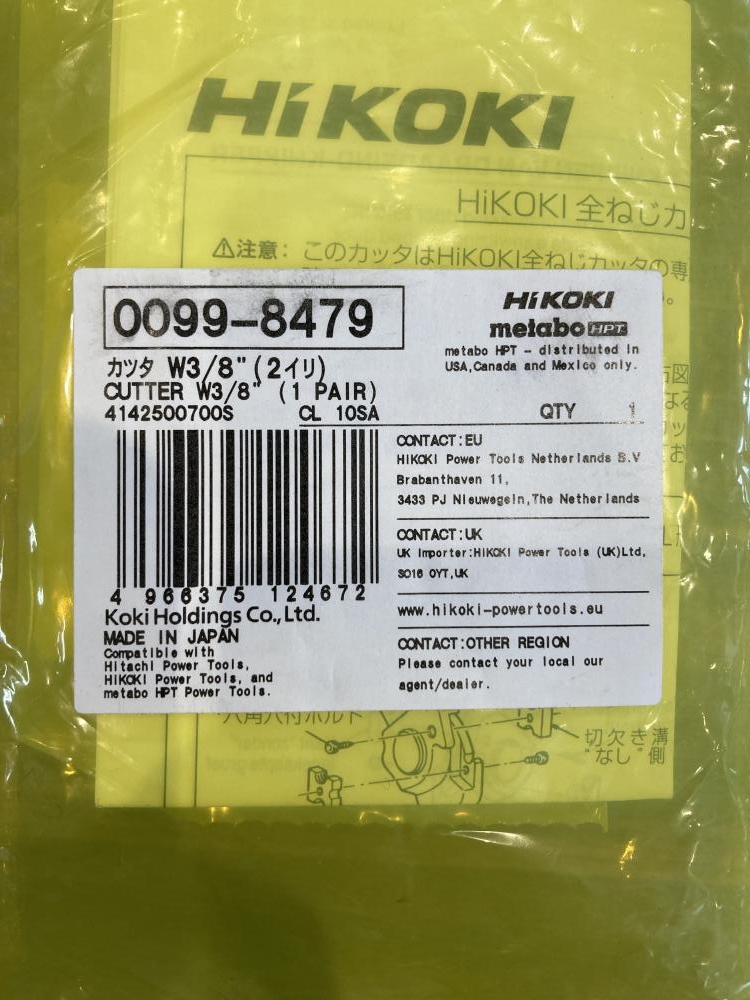 HiKOKI
HiKOKI 全ねじカ
⚠注意: このカッタはHiKOKI全ねじカッタの専
0099-8479
HiKOKI
metabo HPT
metabo HPT - distributed in
USA,Canada and Mexico only.
カツタ W3/8"(2イリ)
CUTTER W3/8" (1 PAIR)
4142500700S CL 10SA
QTY 1
4 966375 124672
Koki Holdings Co.,Ltd.
MADE IN JAPAN
Compatible with
Hitachi Power Tools,
HiKOKI Power Tools, and
metabo HPT Power Tools.
CONTACT:EU
HiKOKI Power Tools Netherlands B.V
Brabanthaven 11,
3433 PJ Nieuwegein,The Netherlands
CONTACT:UK
UK Importer:HiKOKI Power Tools (UK)Ltd.
SO16 0YT,UK
www.hikoki-powertools.eu
CONTACT:OTHER REGION
Please contact your local our
agent/dealer.
六角穴付ボルト
切欠き溝
"なし"側